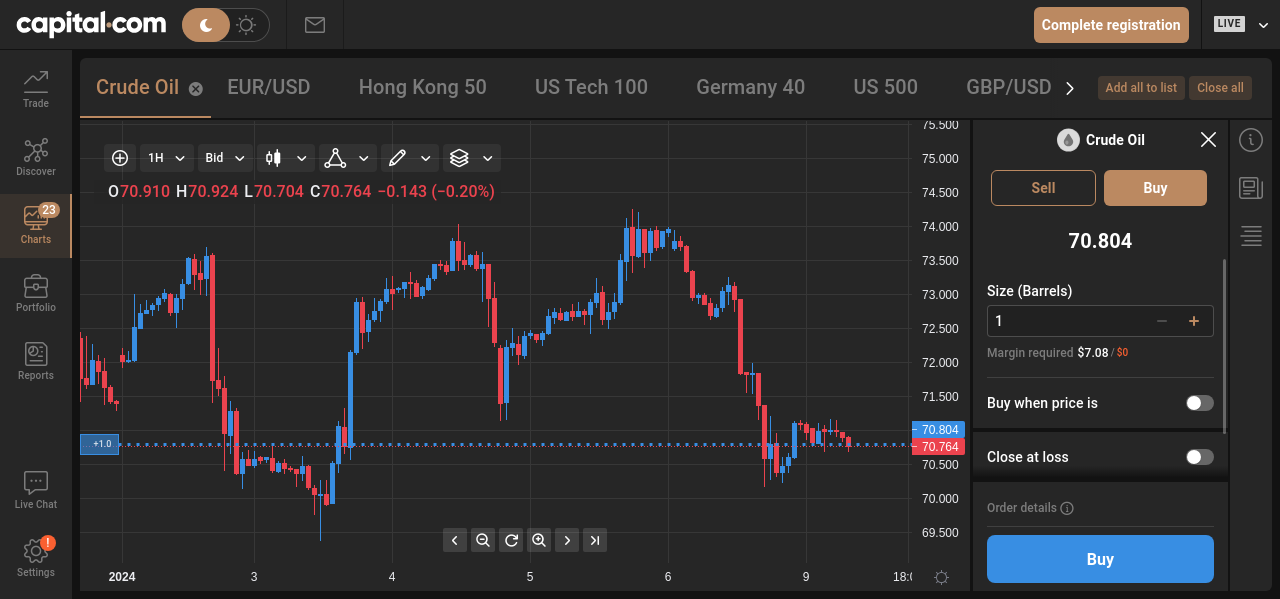 capital.com
Complete registration
LIVE
Trade
Discover
23
Charts
Portfolio
Reports
Live Chat
!
Settings
Crude Oil EUR/USD Hong Kong 50 US Tech 100 Germany 40 US 500 GBP/USD
Add all to list Close all
1H Bid
O70.910 H70.924 L70.704 C70.764 −0.143 (−0.20%)
75.500
75.000
74.500
74.000
73.500
73.000
72.500
72.000
71.500
70.804
70.764
70.500
70.000
69.500
+1.0
2024 3 4 5 6 9 18:0
Crude Oil
Sell Buy
70.804
Size (Barrels)
1
Margin required $7.08 / $0
Buy when price is
Close at loss
Order details
Buy